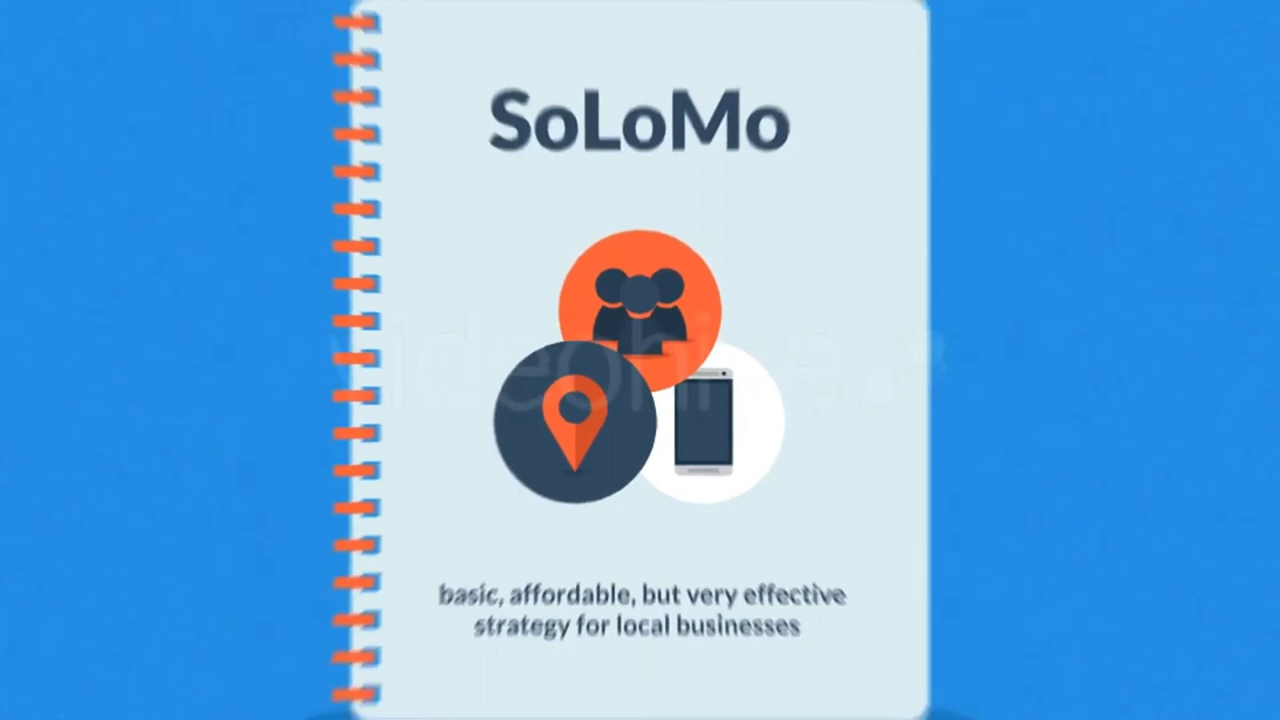 SoLoMo
basic, affordable, but very effective
strategy for local businesses